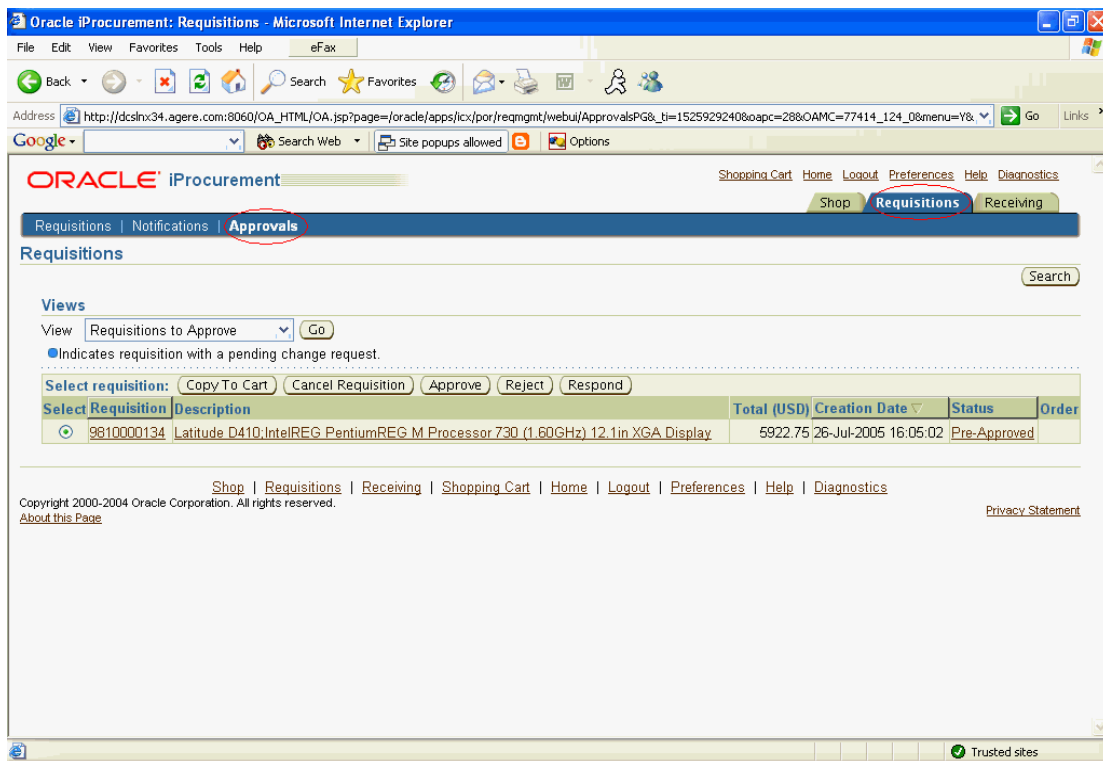 Oracle iProcurement: Requisitions - Microsoft Internet Explorer
File Edit View Favorites Tools Help eFax
Back Search Favorites
Address http://dcslnx34.agere.com:8060/OA_HTML/OA.jsp?page=/oracle/apps/icx/por/reqmgmt/webui/ApprovalsPG&_ti=1525929240&oapc=28&OAMC=77414_124_0&menu=Y& Go Links
Google Search Web Site popups allowed Options
ORACLE iProcurement
Shopping Cart Home Logout Preferences Help Diagnostics
Shop Requisitions Receiving
Requisitions | Notifications | Approvals
Requisitions
Search
Views
View Requisitions to Approve Go
Indicates requisition with a pending change request.
Select requisition: Copy To Cart Cancel Requisition Approve Reject Respond
Select Requisition Description Total (USD) Creation Date Status Order
9810000134 Latitude D410;IntelREG PentiumREG M Processor 730 (1.60GHz) 12.1in XGA Display 5922.75 26-Jul-2005 16:05:02 Pre-Approved
Shop | Requisitions | Receiving | Shopping Cart | Home | Logout | Preferences | Help | Diagnostics
Copyright 2000-2004 Oracle Corporation. All rights reserved.
About this Page
Privacy Statement
Trusted sites